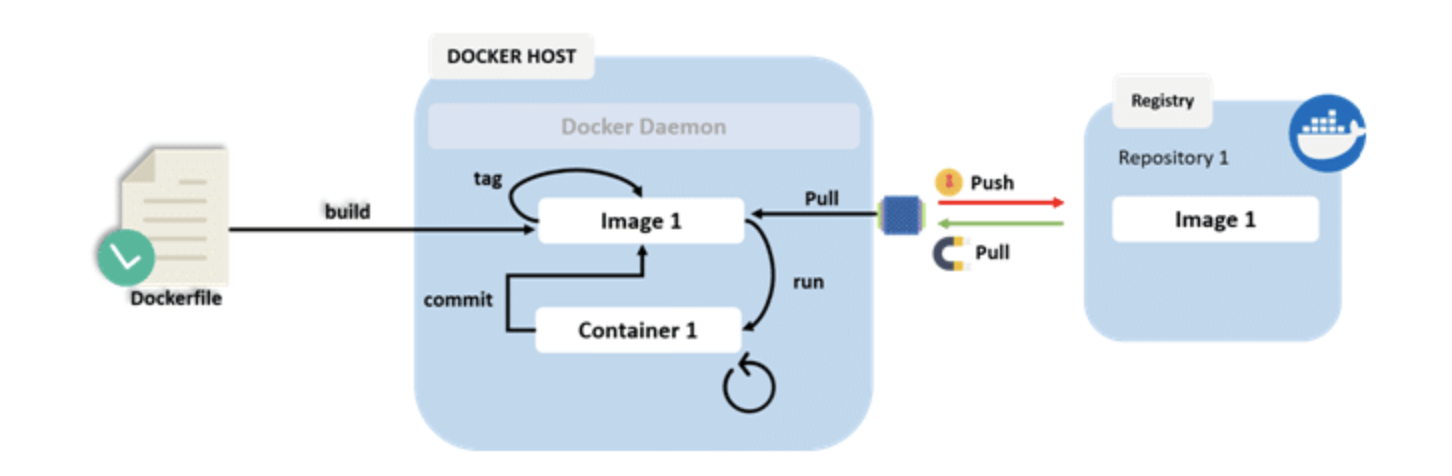 DOCKER HOST
Docker Daemon
Registry
Repository 1
tag
build
Image 1
Pull
Push
Pull
Image 1
Dockerfile
commit
run
Container 1